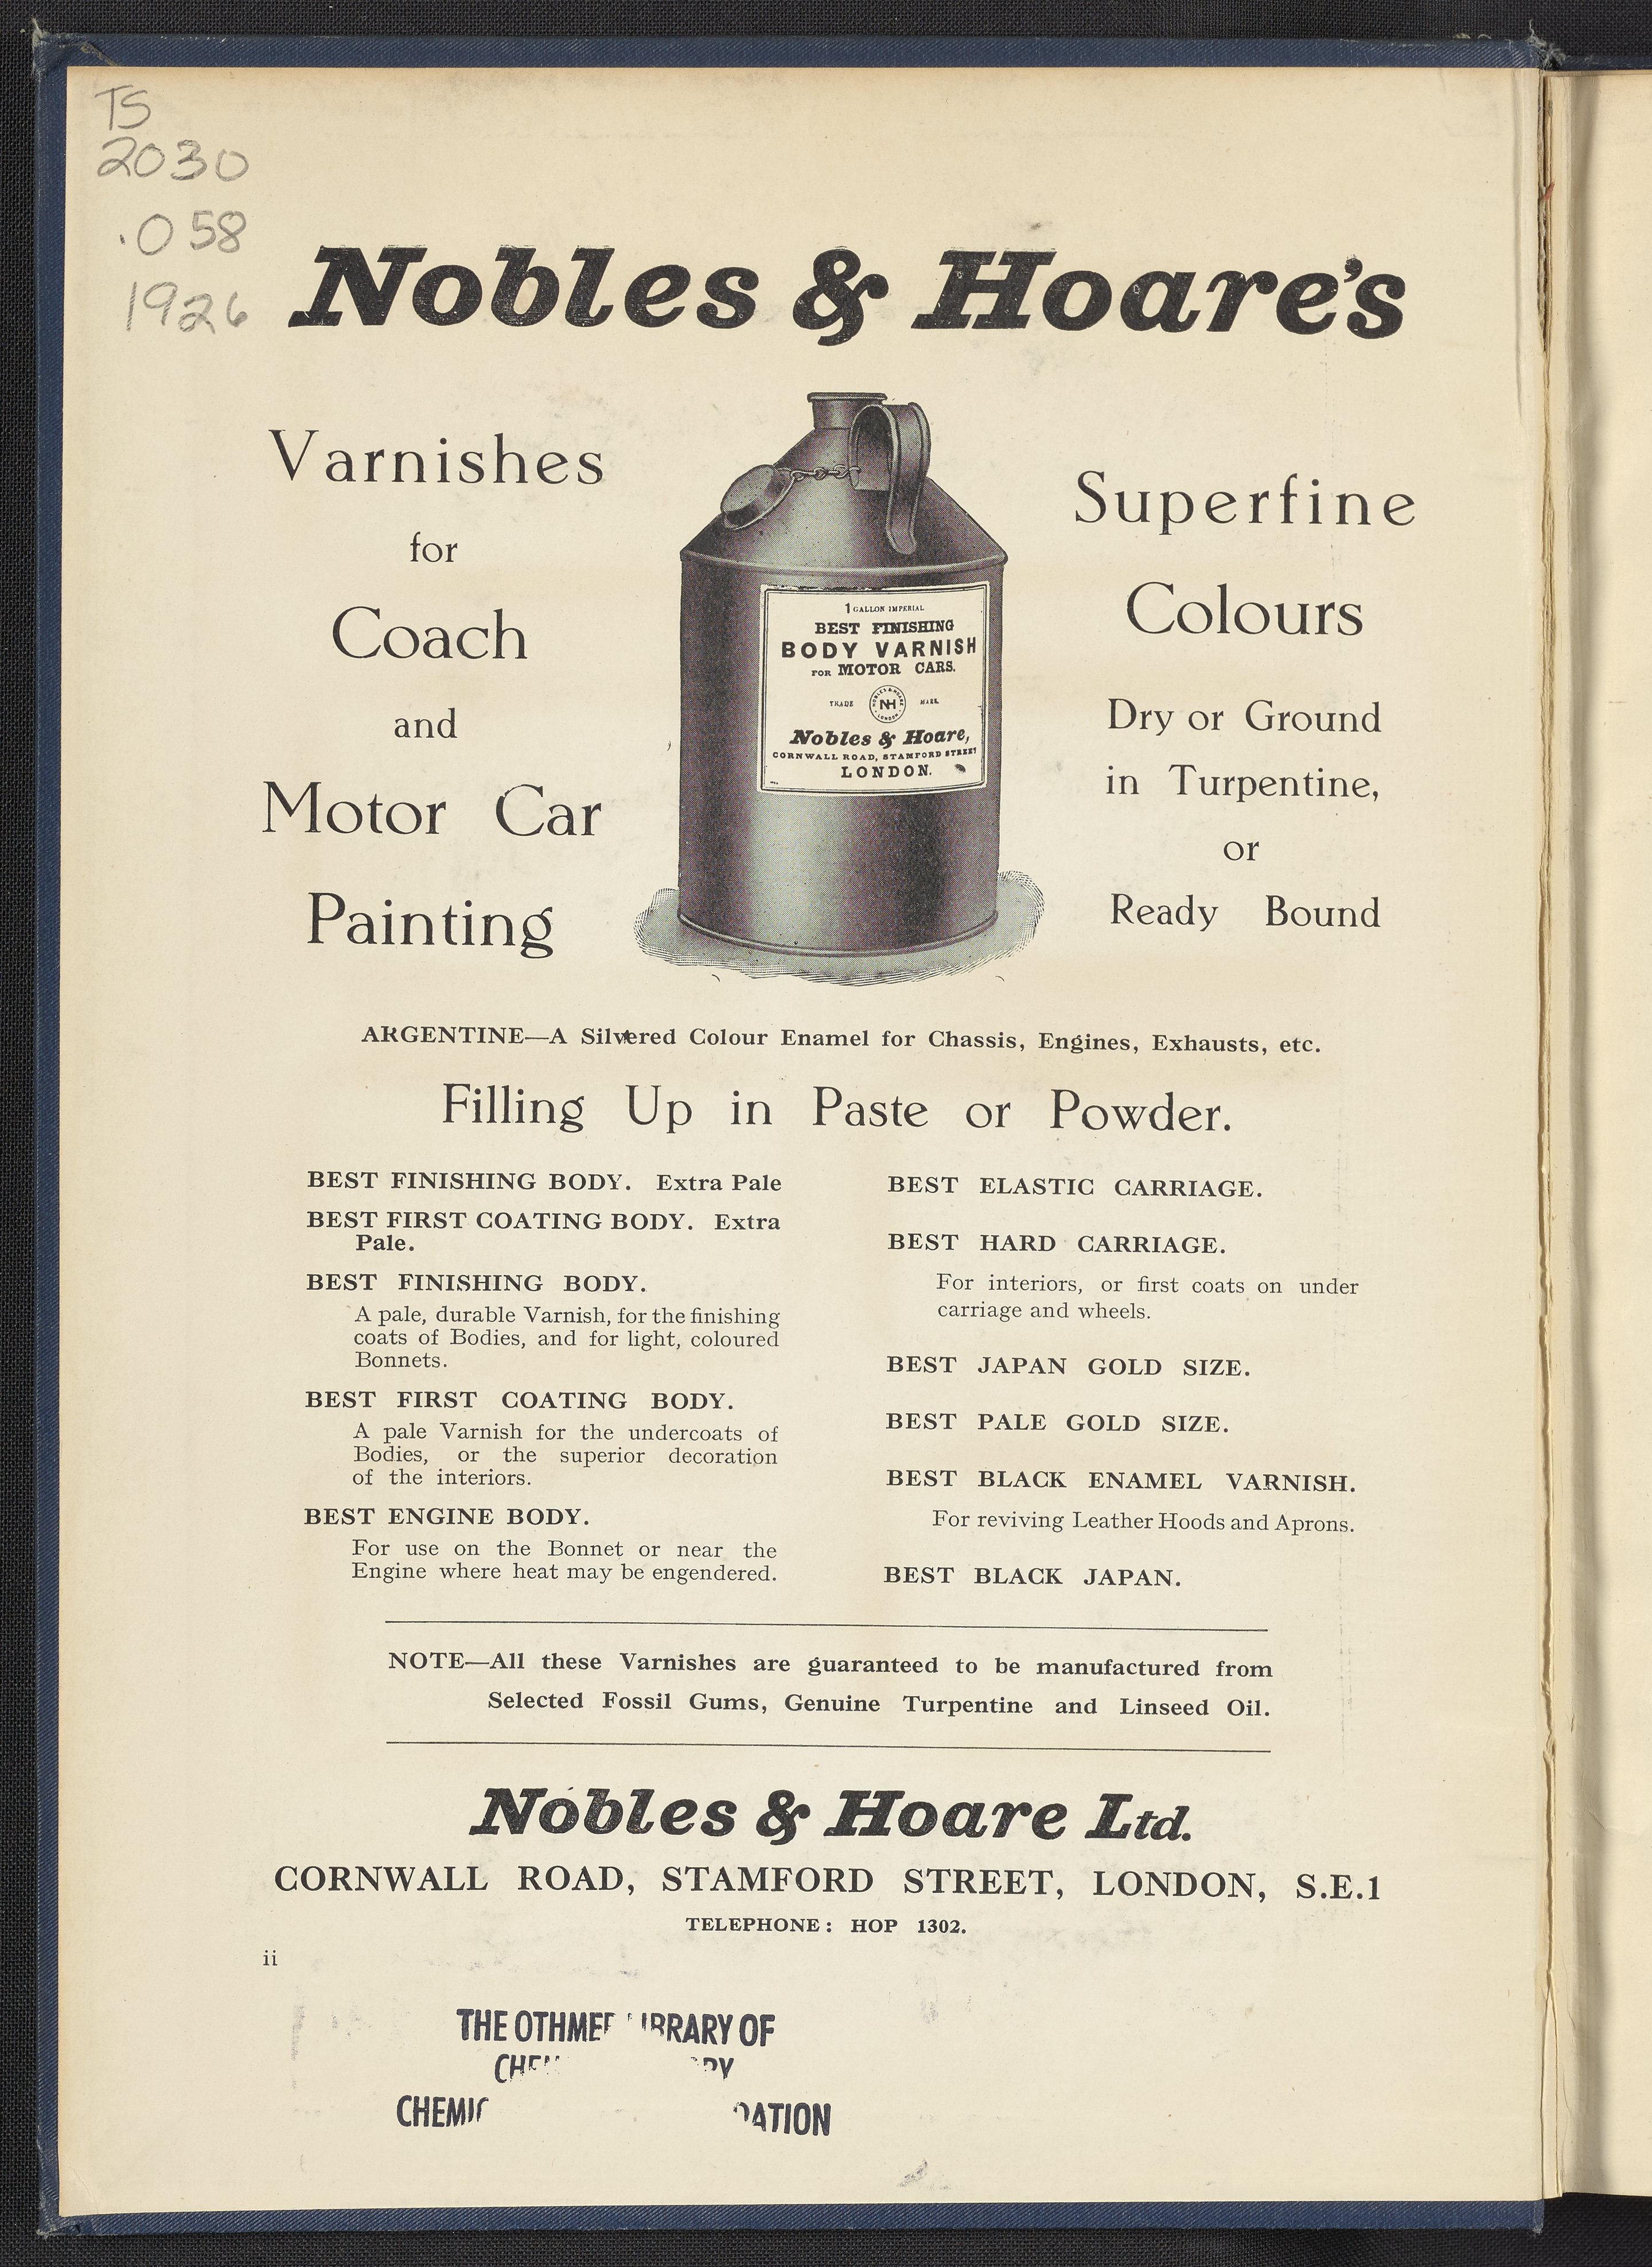 TS
2030
.O58
1926
Nobles & Hoare's
Varnishes
for
Coach
and
Motor Car
Painting
1 GALLON IMPERIAL
BEST FINISHING
BODY VARNISH
FOR MOTOR CARS.
TRADE NH MARK
NOBLES & HOARE LONDON
Nobles & Hoare,
CORNWALL ROAD, STAMFORD STREET
LONDON.
Superfine
Colours
Dry or Ground
in Turpentine,
or
Ready Bound
ARGENTINE—A Silvered Colour Enamel for Chassis, Engines, Exhausts, etc.
Filling Up in Paste or Powder.
BEST FINISHING BODY. Extra Pale
BEST FIRST COATING BODY. Extra
Pale.
BEST FINISHING BODY.
A pale, durable Varnish, for the finishing
coats of Bodies, and for light, coloured
Bonnets.
BEST FIRST COATING BODY.
A pale Varnish for the undercoats of
Bodies, or the superior decoration
of the interiors.
BEST ENGINE BODY.
For use on the Bonnet or near the
Engine where heat may be engendered.
BEST ELASTIC CARRIAGE.
BEST HARD CARRIAGE.
For interiors, or first coats on under
carriage and wheels.
BEST JAPAN GOLD SIZE.
BEST PALE GOLD SIZE.
BEST BLACK ENAMEL VARNISH.
For reviving Leather Hoods and Aprons.
BEST BLACK JAPAN.
NOTE—All these Varnishes are guaranteed to be manufactured from
Selected Fossil Gums, Genuine Turpentine and Linseed Oil.
Nobles & Hoare Ltd.
CORNWALL ROAD, STAMFORD STREET, LONDON, S.E.1
TELEPHONE: HOP 1302.
ii
THE OTHMER LIBRARY OF